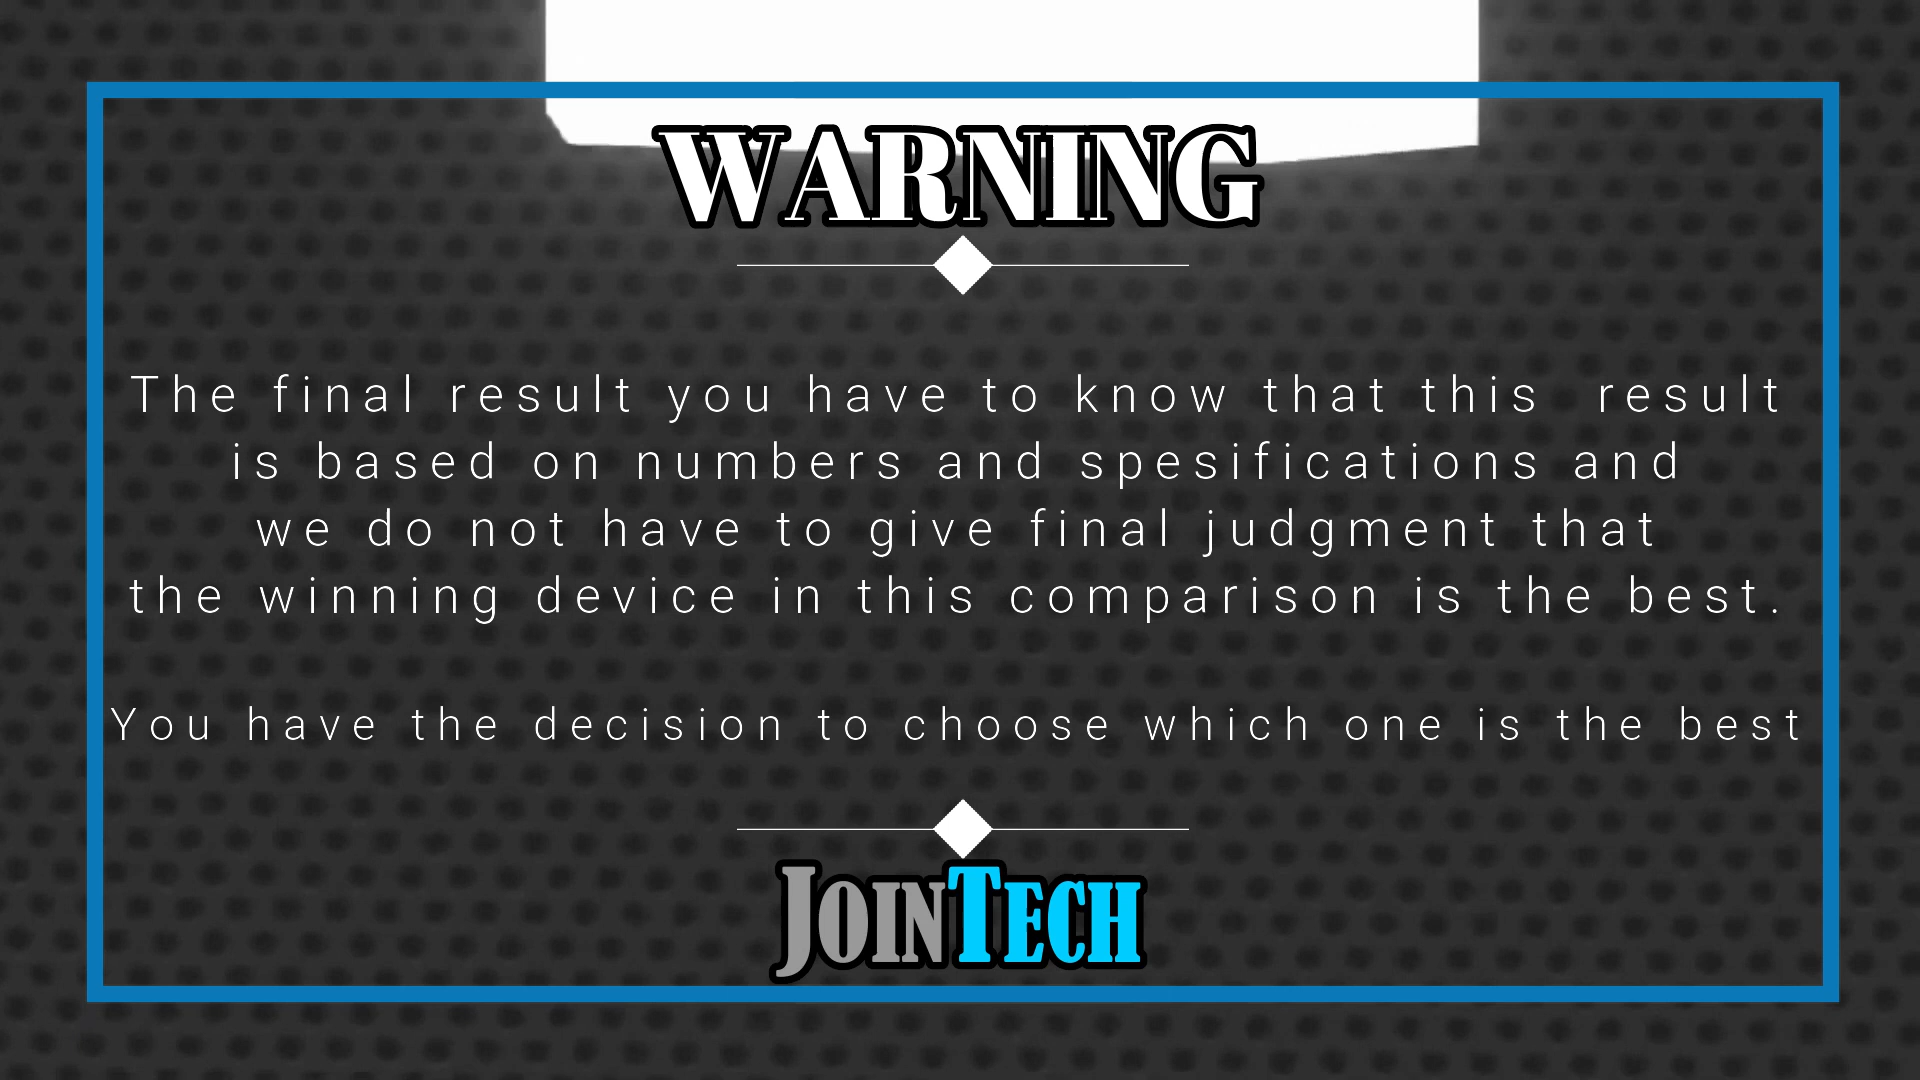 WARNING
The final result you have to know that this result
is based on numbers and spesifications and
we do not have to give final judgment that
the winning device in this comparison is the best.
You have the decision to choose which one is the best
JOINTECH